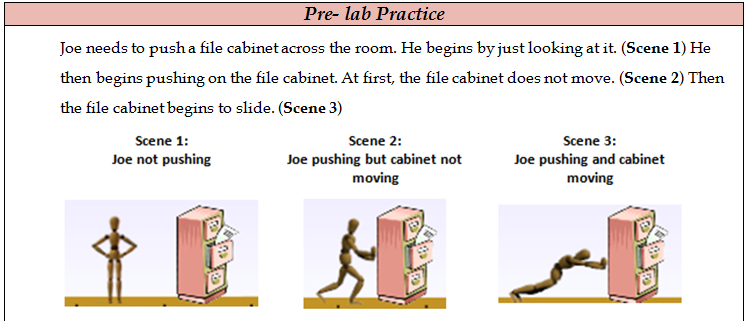 Pre- lab Practice
Joe needs to push a file cabinet across the room. He begins by just looking at it. (Scene 1) He
then begins pushing on the file cabinet. At first, the file cabinet does not move. (Scene 2) Then
the file cabinet begins to slide. (Scene 3)
Scene 1:
Joe not pushing
Scene 2:
Joe pushing but cabinet not
moving
Scene 3:
Joe pushing and cabinet
moving